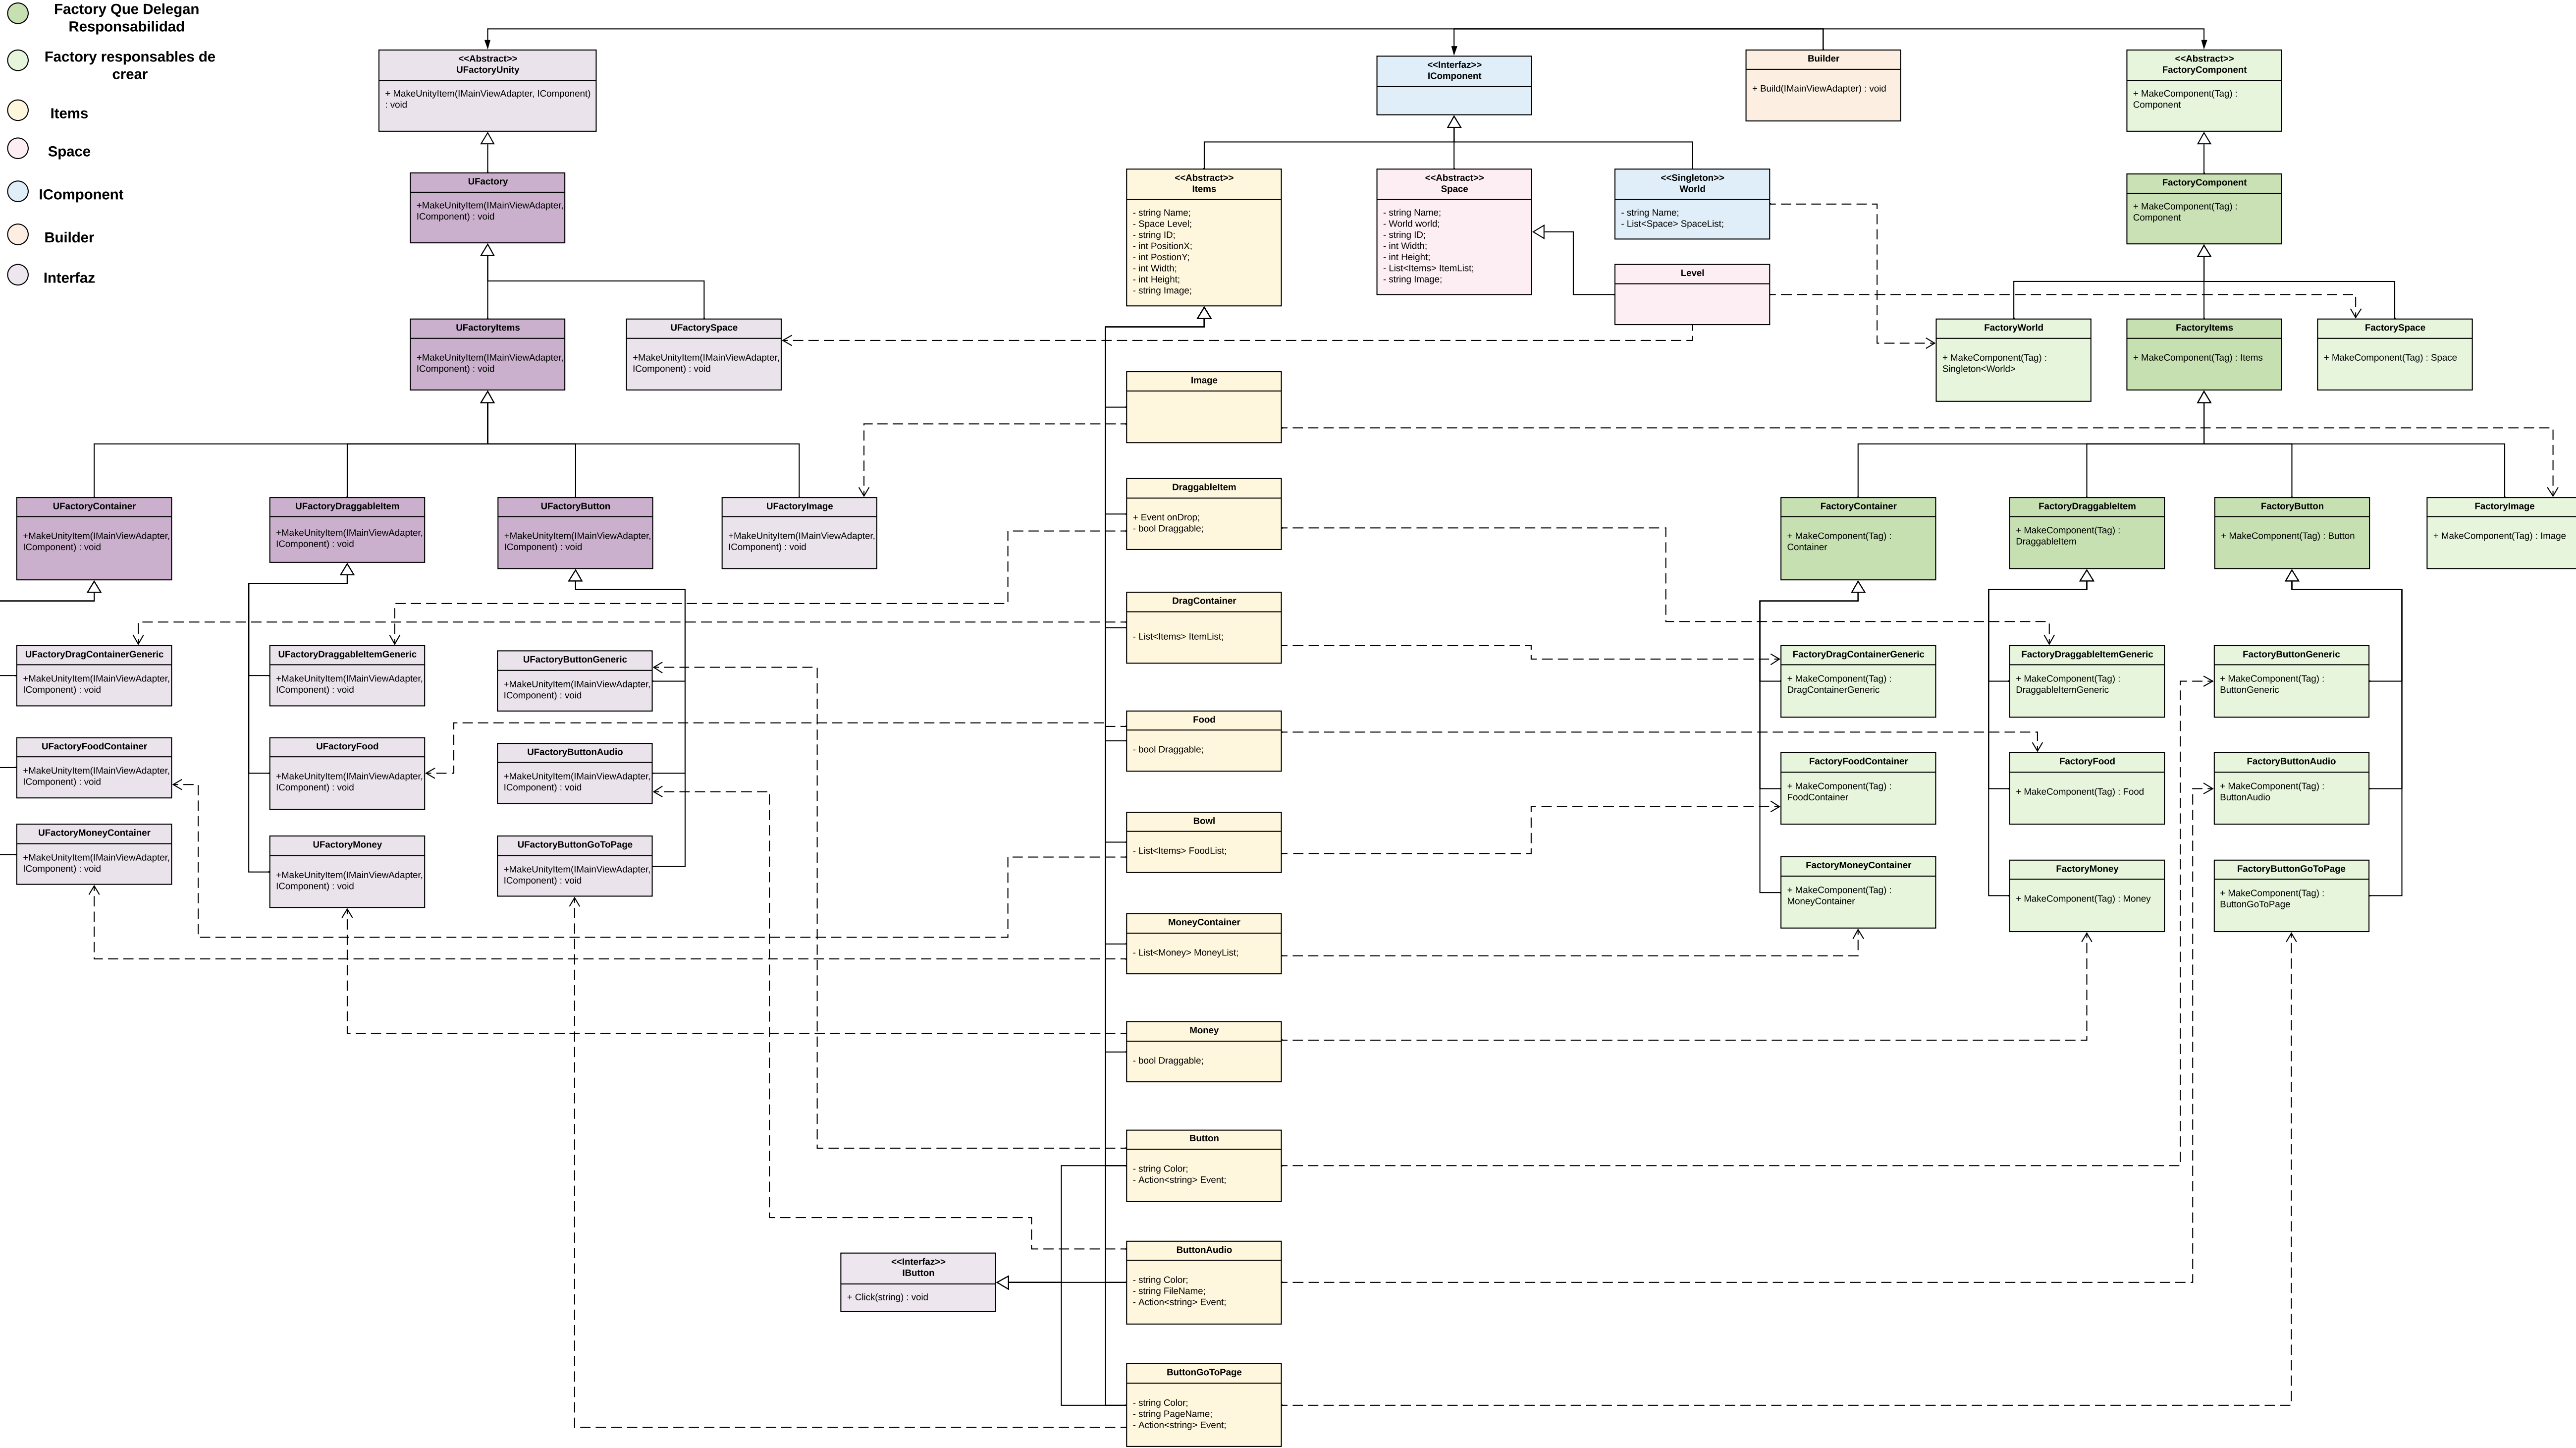 Factory Que Delegan
Responsabilidad
Factory responsables de
crear
Items
Space
IComponent
Builder
Interfaz
<<Abstract>>
UFactoryUnity
+ MakeUnityItem(IMainViewAdapter, IComponent)
: void
<<Interfaz>>
IComponent
Builder
+ Build(IMainViewAdapter) : void
<<Abstract>>
FactoryComponent
+ MakeComponent(Tag) :
Component
UFactory
+MakeUnityItem(IMainViewAdapter,
IComponent) : void
<<Abstract>>
Items
- string Name;
- Space Level;
- string ID;
- int PositionX;
- int PostionY;
- int Width;
- int Height;
- string Image;
<<Abstract>>
Space
- string Name;
- World world;
- string ID;
- int Width;
- int Height;
- List<Items> ItemList;
- string Image;
<<Singleton>>
World
- string Name;
- List<Space> SpaceList;
FactoryComponent
+ MakeComponent(Tag) :
Component
Level
UFactoryItems
+MakeUnityItem(IMainViewAdapter,
IComponent) : void
UFactorySpace
+MakeUnityItem(IMainViewAdapter,
IComponent) : void
FactoryWorld
+ MakeComponent(Tag) :
Singleton<World>
FactoryItems
+ MakeComponent(Tag) : Items
FactorySpace
+ MakeComponent(Tag) : Space
Image
UFactoryContainer
+MakeUnityItem(IMainViewAdapter,
IComponent) : void
UFactoryDraggableItem
+MakeUnityItem(IMainViewAdapter,
IComponent) : void
UFactoryButton
+MakeUnityItem(IMainViewAdapter,
IComponent) : void
UFactoryImage
+MakeUnityItem(IMainViewAdapter,
IComponent) : void
DraggableItem
+ Event onDrop;
- bool Draggable;
FactoryContainer
+ MakeComponent(Tag) :
Container
FactoryDraggableItem
+ MakeComponent(Tag) :
DraggableItem
FactoryButton
+ MakeComponent(Tag) : Button
FactoryImage
+ MakeComponent(Tag) : Image
DragContainer
- List<Items> ItemList;
UFactoryDragContainerGeneric
+MakeUnityItem(IMainViewAdapter,
IComponent) : void
UFactoryDraggableItemGeneric
+MakeUnityItem(IMainViewAdapter,
IComponent) : void
UFactoryButtonGeneric
+MakeUnityItem(IMainViewAdapter,
IComponent) : void
FactoryDragContainerGeneric
+ MakeComponent(Tag) :
DragContainerGeneric
FactoryDraggableItemGeneric
+ MakeComponent(Tag) :
DraggableItemGeneric
FactoryButtonGeneric
+ MakeComponent(Tag) :
ButtonGeneric
Food
- bool Draggable;
UFactoryFoodContainer
+MakeUnityItem(IMainViewAdapter,
IComponent) : void
UFactoryFood
+MakeUnityItem(IMainViewAdapter,
IComponent) : void
UFactoryButtonAudio
+MakeUnityItem(IMainViewAdapter,
IComponent) : void
FactoryFoodContainer
+ MakeComponent(Tag) :
FoodContainer
FactoryFood
+ MakeComponent(Tag) : Food
FactoryButtonAudio
+ MakeComponent(Tag) :
ButtonAudio
Bowl
- List<Items> FoodList;
UFactoryMoneyContainer
+MakeUnityItem(IMainViewAdapter,
IComponent) : void
UFactoryMoney
+MakeUnityItem(IMainViewAdapter,
IComponent) : void
UFactoryButtonGoToPage
+MakeUnityItem(IMainViewAdapter,
IComponent) : void
FactoryMoneyContainer
+ MakeComponent(Tag) :
MoneyContainer
FactoryMoney
+ MakeComponent(Tag) : Money
FactoryButtonGoToPage
+ MakeComponent(Tag) :
ButtonGoToPage
MoneyContainer
- List<Money> MoneyList;
Money
- bool Draggable;
Button
- string Color;
- Action<string> Event;
<<Interfaz>>
IButton
+ Click(string) : void
ButtonAudio
- string Color;
- string FileName;
- Action<string> Event;
ButtonGoToPage
- string Color;
- string PageName;
- Action<string> Event;